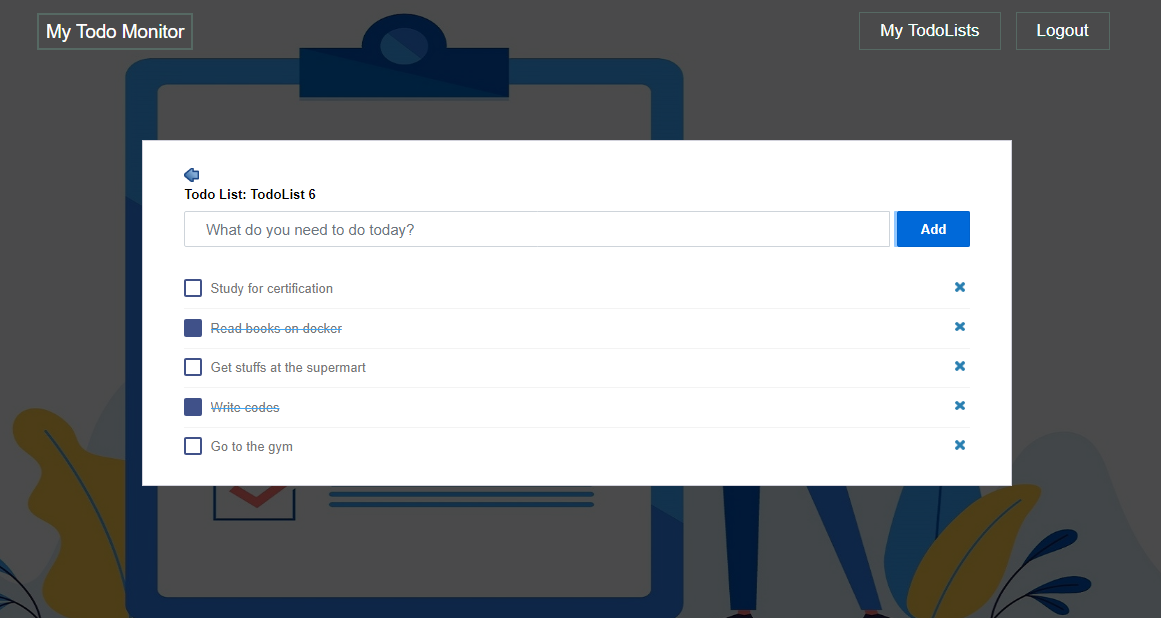 My Todo Monitor
My TodoLists
Logout
Todo List: TodoList 6
What do you need to do today?
Add
Study for certification
Read books on docker
Get stuffs at the supermart
Write codes
Go to the gym